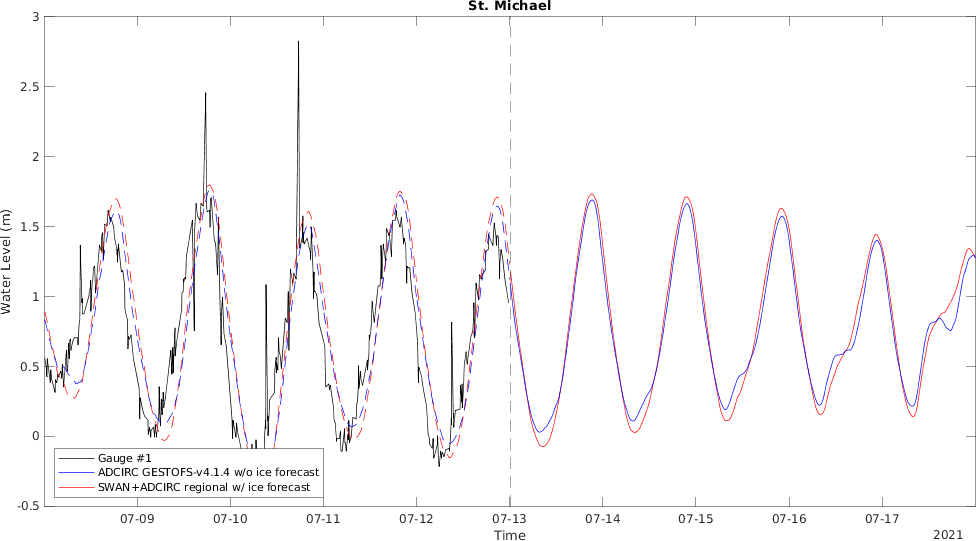 St. Michael
Water Level (m)
3
2.5
2
1.5
1
0.5
0
-0.5
Gauge #1
ADCIRC GESTOFS-v4.1.4 w/o ice forecast
SWAN+ADCIRC regional w/ ice forecast
07-09 07-10 07-11 07-12 07-13 07-14 07-15 07-16 07-17
Time
2021